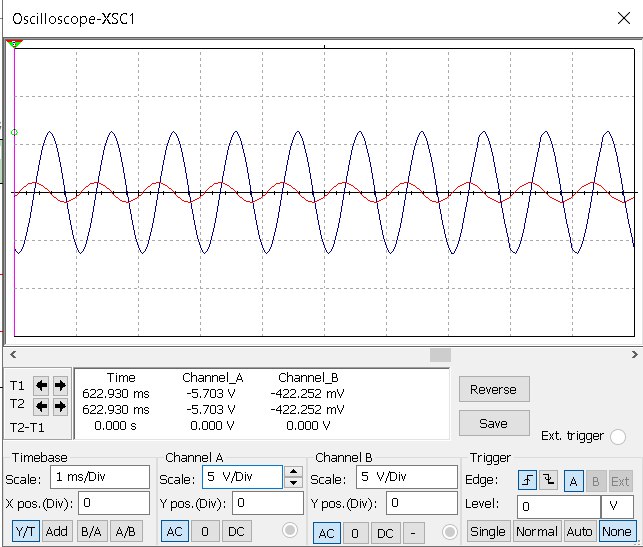 Oscilloscope-XSC1
T1
T2
T2-T1
Time Channel_A Channel_B
622.930 ms -5.703 V -422.252 mV
622.930 ms -5.703 V -422.252 mV
0.000 s 0.000 V 0.000 V
Reverse
Save
Ext. trigger
Timebase
Scale: 1 ms/Div
X pos.(Div): 0
Y/T Add B/A A/B
Channel A
Scale: 5 V/Div
Y pos.(Div): 0
AC 0 DC
Channel B
Scale: 5 V/Div
Y pos.(Div): 0
AC 0 DC -
Trigger
Edge: A B Ext
Level: 0 V
Single Normal Auto None